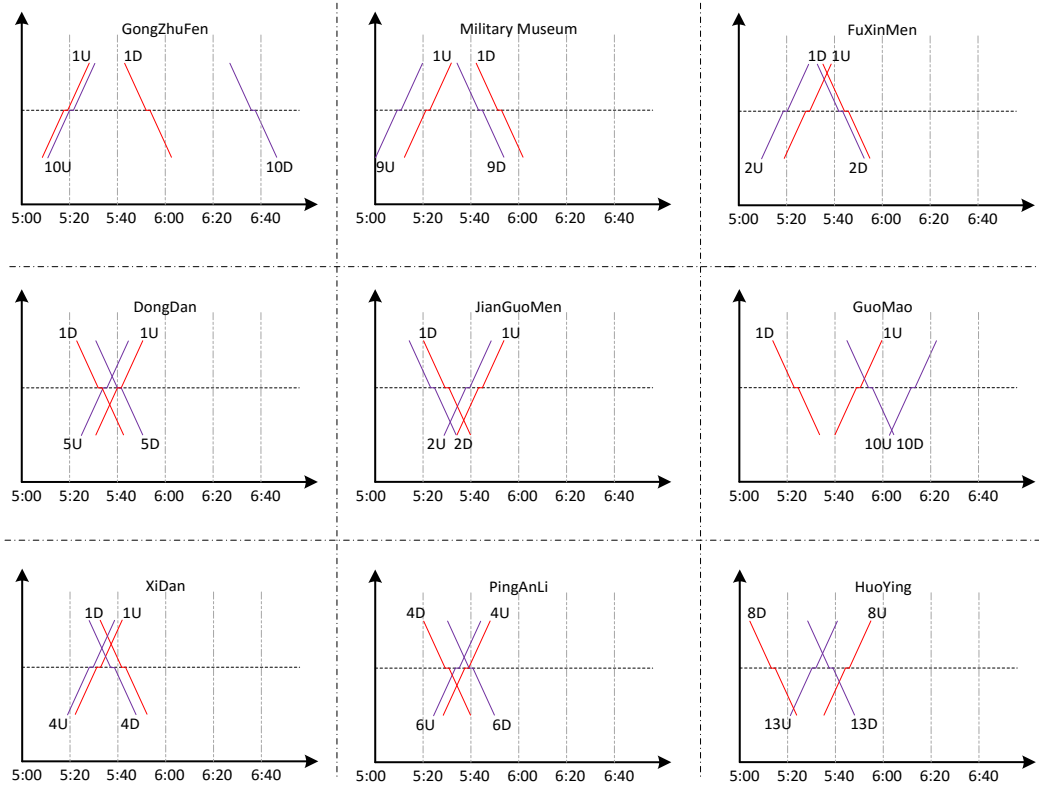 GongZhuFen
1U
1D
10U
10D
5:00 5:20 5:40 6:00 6:20 6:40
Military Museum
1U
1D
9U
9D
5:00 5:20 5:40 6:00 6:20 6:40
FuXinMen
1D 1U
2U
2D
5:00 5:20 5:40 6:00 6:20 6:40
DongDan
1D
1U
5U
5D
5:00 5:20 5:40 6:00 6:20 6:40
JianGuoMen
1D
1U
2U 2D
5:00 5:20 5:40 6:00 6:20 6:40
GuoMao
1D
1U
10U 10D
5:00 5:20 5:40 6:00 6:20 6:40
XiDan
1D 1U
4U
4D
5:00 5:20 5:40 6:00 6:20 6:40
PingAnLi
4D
4U
6U
6D
5:00 5:20 5:40 6:00 6:20 6:40
HuoYing
8D
8U
13U
13D
5:00 5:20 5:40 6:00 6:20 6:40